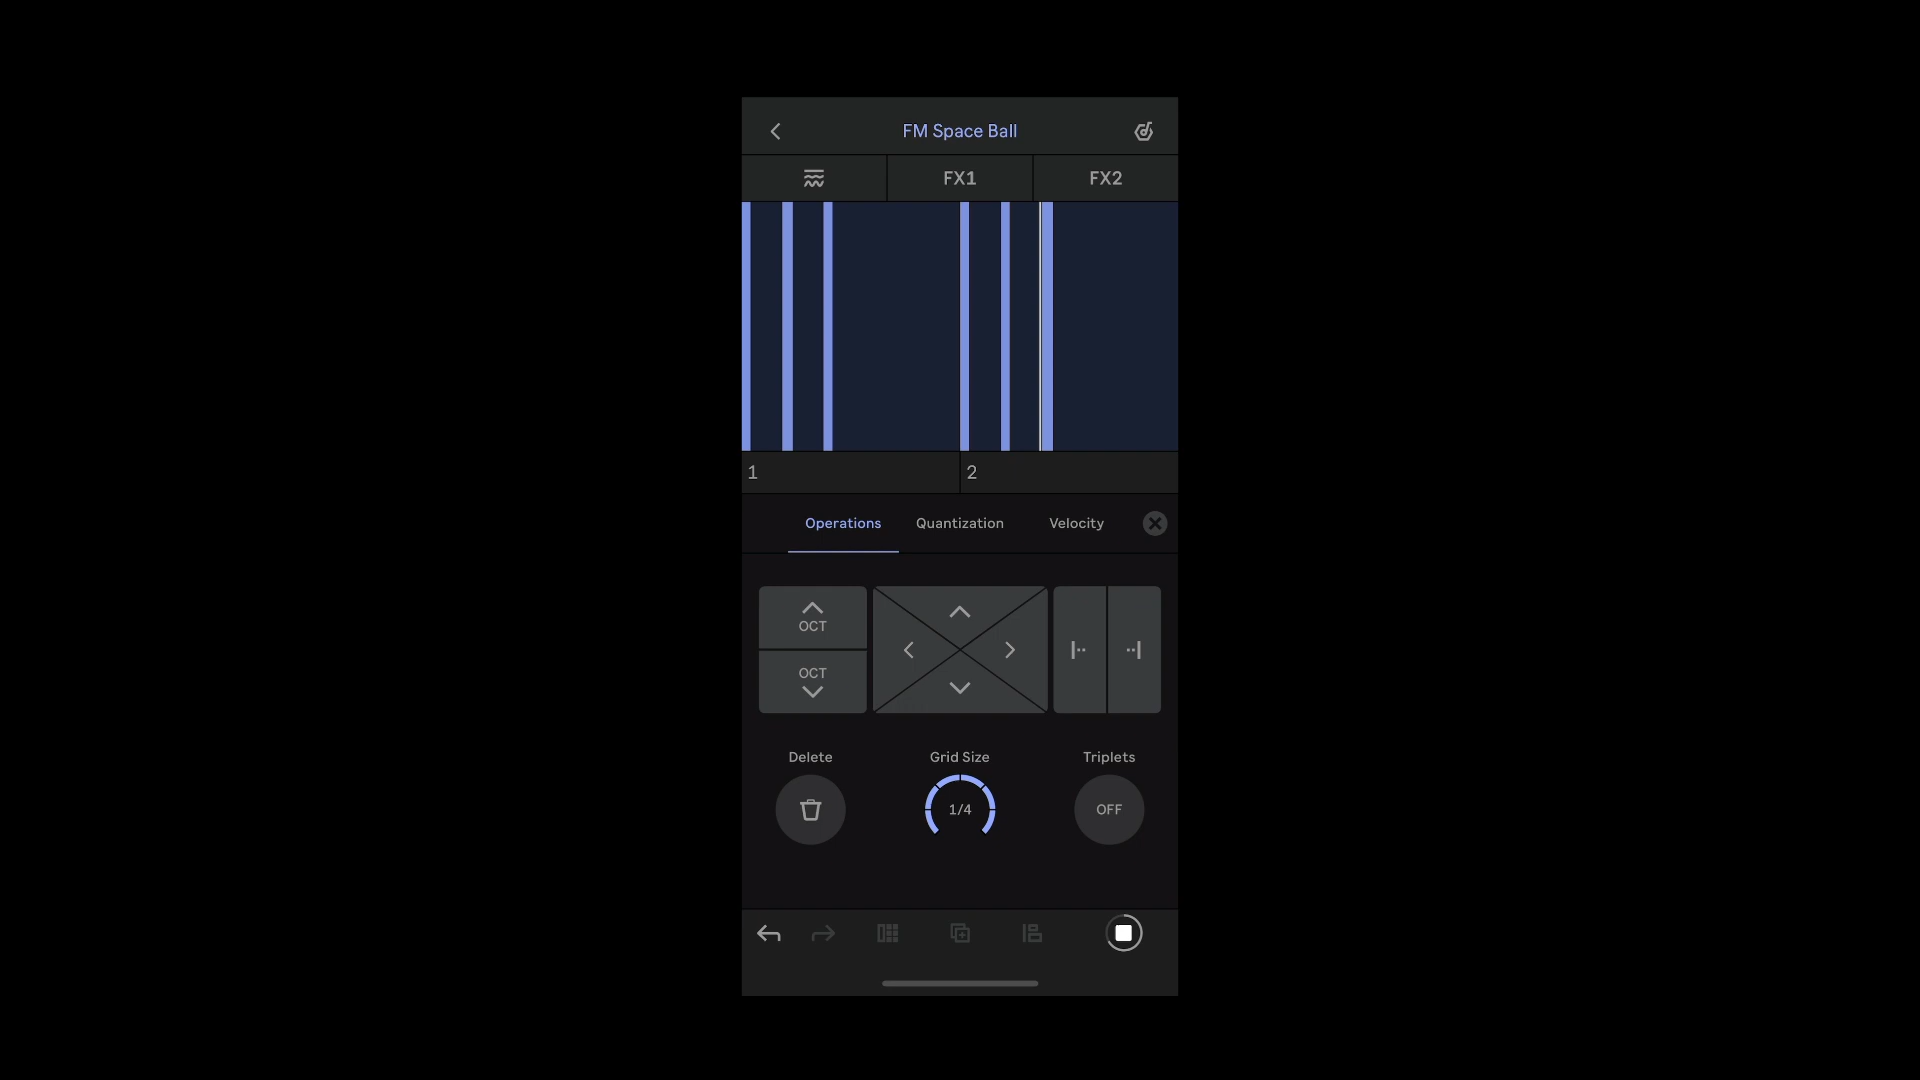 FM Space Ball
FX1 FX2
1 2
Operations Quantization Velocity
OCT
OCT
Delete Grid Size Triplets
1/4 OFF